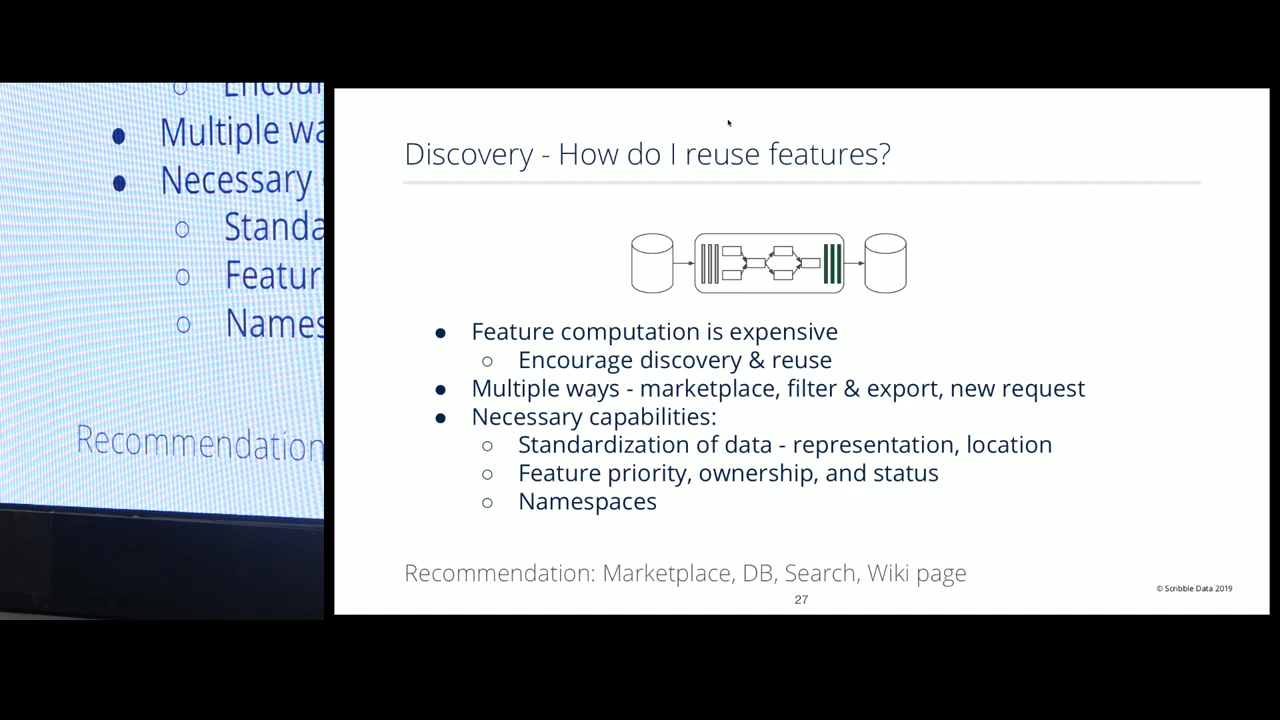 Encour
● Multiple wa
● Necessary
○ Standa
○ Featur
○ Names
Recommendation
Discovery - How do I reuse features?
● Feature computation is expensive
○ Encourage discovery & reuse
● Multiple ways - marketplace, filter & export, new request
● Necessary capabilities:
○ Standardization of data - representation, location
○ Feature priority, ownership, and status
○ Namespaces
Recommendation: Marketplace, DB, Search, Wiki page
27
© Scribble Data 2019